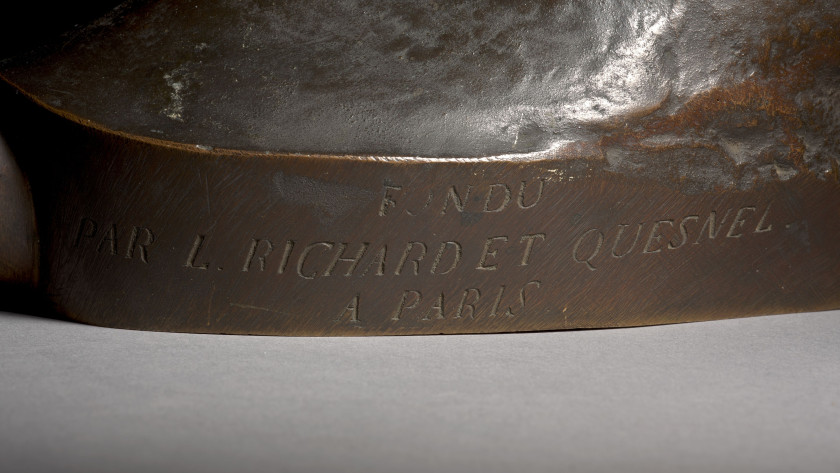 FONDU
PAR L. RICHARD ET QUESNEL.
A PARIS